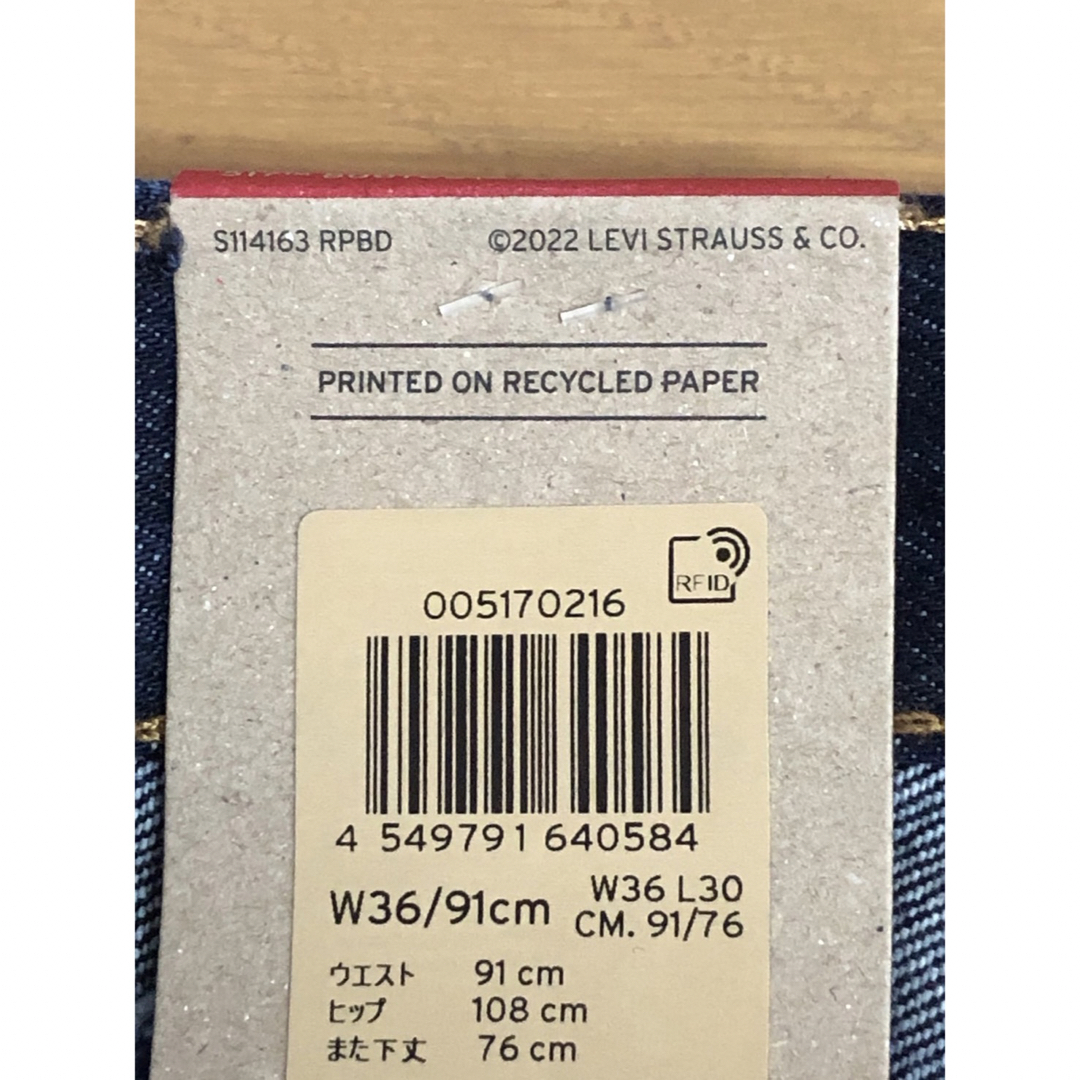 S114163 RPBD ©2022 LEVI STRAUSS & CO.
PRINTED ON RECYCLED PAPER
RFID
005170216
4 549791 640584
W36/91cm
W36 L30
CM. 91/76
ウエスト 91 cm
ヒップ 108 cm
また下丈 76 cm